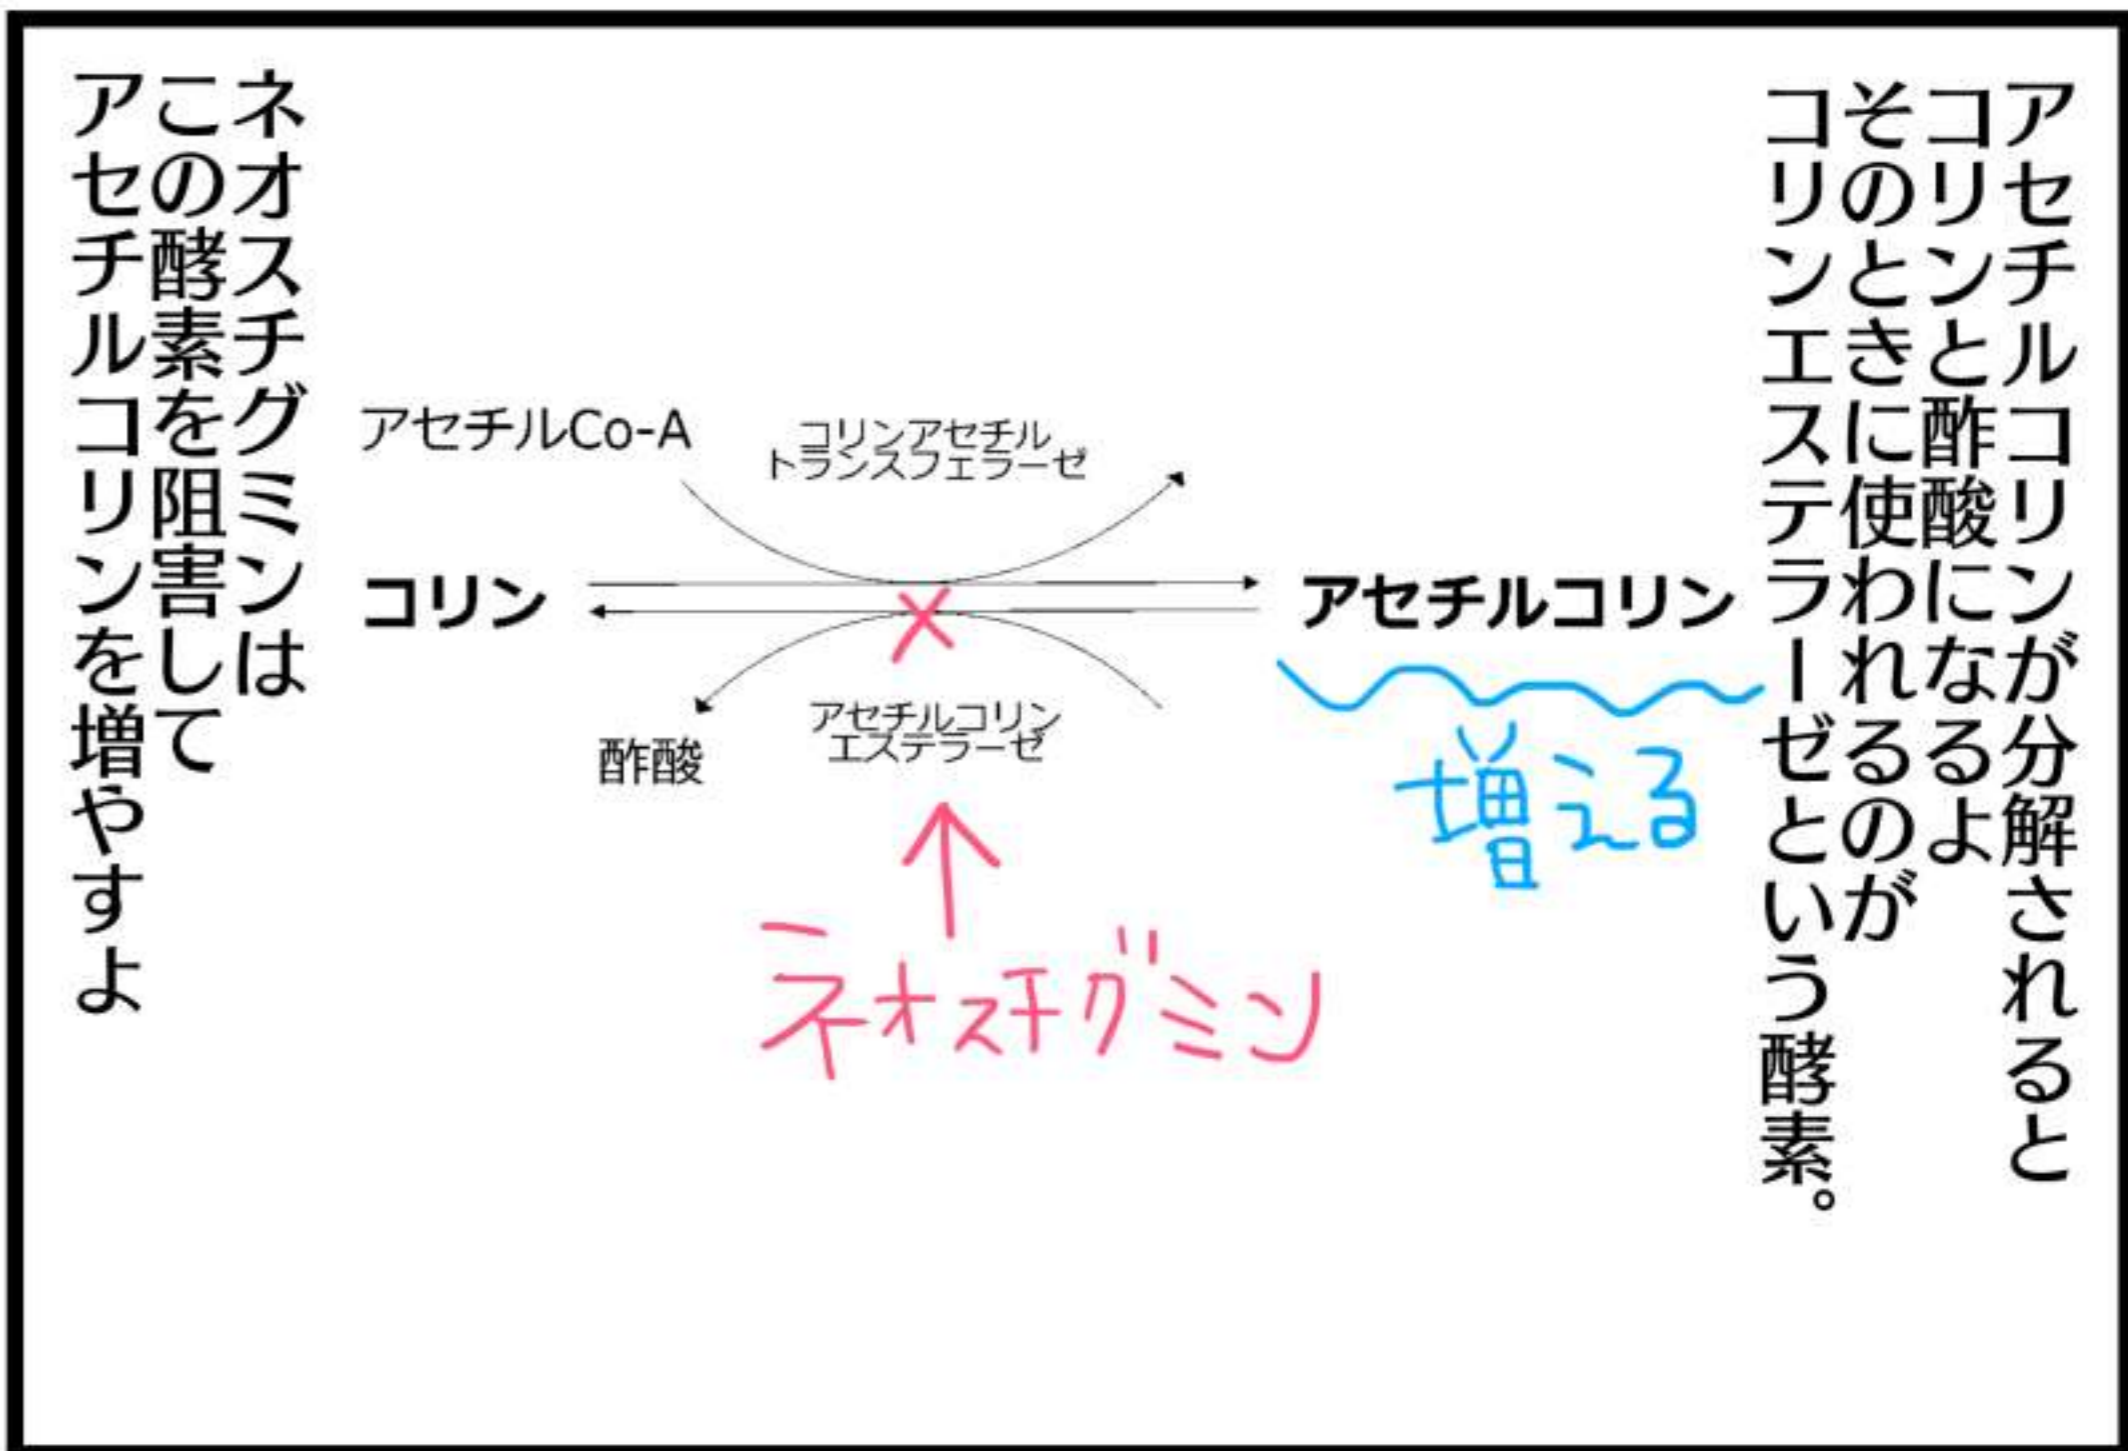 アセチルコリンが分解されると
コリンと酢酸になるよ
そのときに使われるのが
コリンエステラーゼという酵素。
アセチルCo-A
コリンアセチル
トランスフェラーゼ
コリン
アセチルコリン
酢酸
アセチルコリン
エステラーゼ
増える
ネオスチグミン
ネオスチグミンは
この酵素を阻害して
アセチルコリンを増やすよ